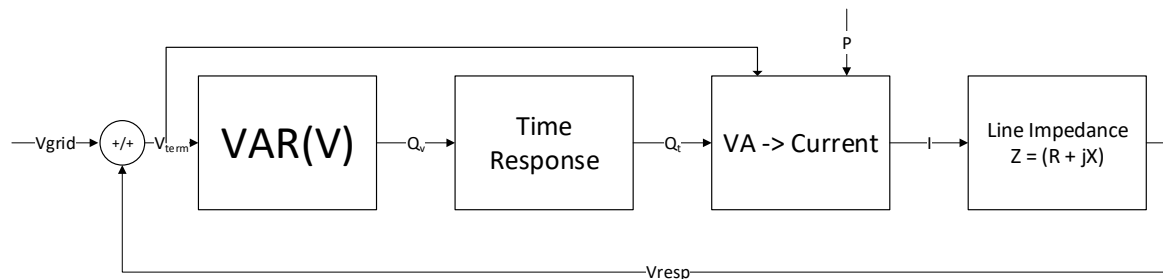 P
Vgrid
+/+
Vterm
VAR(V)
Qv
Time
Response
Qt
VA -> Current
I
Line Impedance
Z = (R + jX)
Vresp